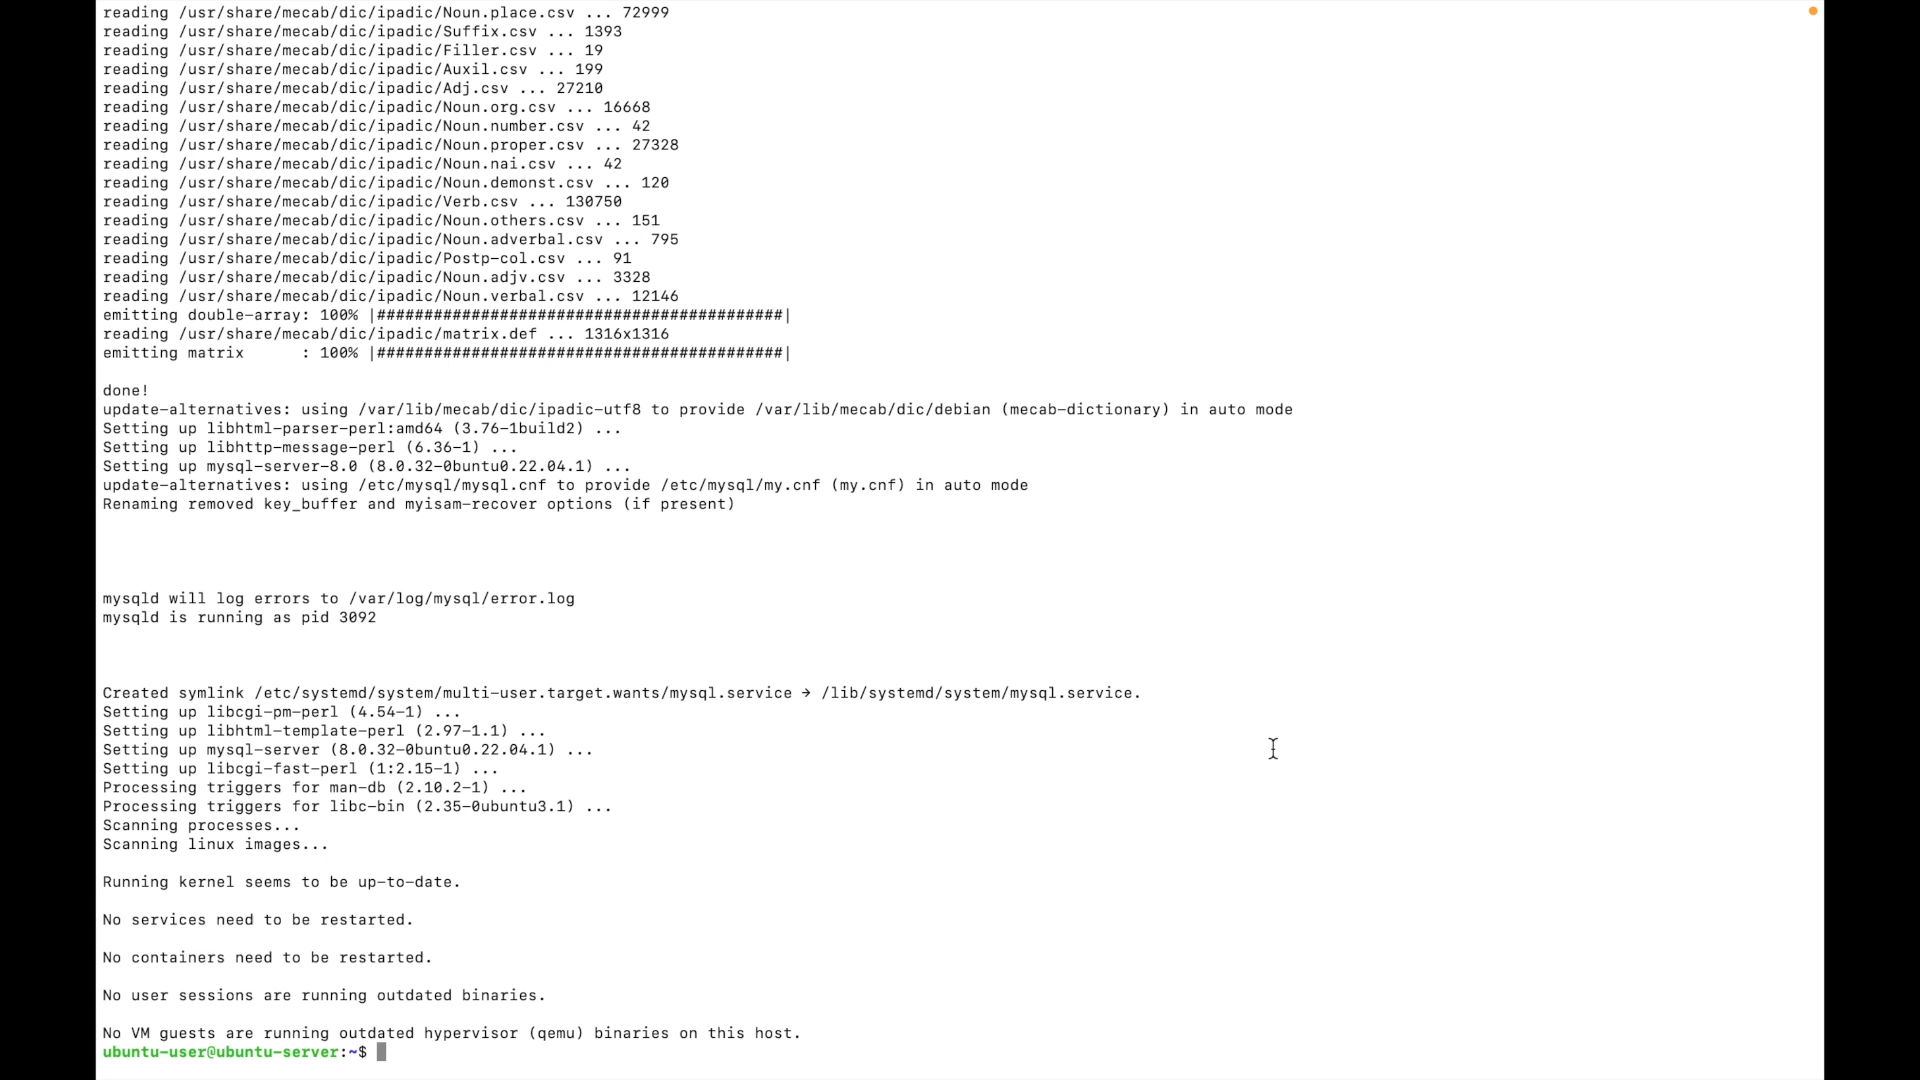 reading /usr/share/mecab/dic/ipadic/Noun.place.csv ... 72999
reading /usr/share/mecab/dic/ipadic/Suffix.csv ... 1393
reading /usr/share/mecab/dic/ipadic/Filler.csv ... 19
reading /usr/share/mecab/dic/ipadic/Auxil.csv ... 199
reading /usr/share/mecab/dic/ipadic/Adj.csv ... 27210
reading /usr/share/mecab/dic/ipadic/Noun.org.csv ... 16668
reading /usr/share/mecab/dic/ipadic/Noun.number.csv ... 42
reading /usr/share/mecab/dic/ipadic/Noun.proper.csv ... 27328
reading /usr/share/mecab/dic/ipadic/Noun.nai.csv ... 42
reading /usr/share/mecab/dic/ipadic/Noun.demonst.csv ... 120
reading /usr/share/mecab/dic/ipadic/Verb.csv ... 130750
reading /usr/share/mecab/dic/ipadic/Noun.others.csv ... 151
reading /usr/share/mecab/dic/ipadic/Noun.adverbal.csv ... 795
reading /usr/share/mecab/dic/ipadic/Postp-col.csv ... 91
reading /usr/share/mecab/dic/ipadic/Noun.adjv.csv ... 3328
reading /usr/share/mecab/dic/ipadic/Noun.verbal.csv ... 12146
emitting double-array: 100% |###########################################|
reading /usr/share/mecab/dic/ipadic/matrix.def ... 1316x1316
emitting matrix      : 100% |###########################################|
done!
update-alternatives: using /var/lib/mecab/dic/ipadic-utf8 to provide /var/lib/mecab/dic/debian (mecab-dictionary) in auto mode
Setting up libhtml-parser-perl:amd64 (3.76-1build2) ...
Setting up libhttp-message-perl (6.36-1) ...
Setting up mysql-server-8.0 (8.0.32-0buntu0.22.04.1) ...
update-alternatives: using /etc/mysql/mysql.cnf to provide /etc/mysql/my.cnf (my.cnf) in auto mode
Renaming removed key_buffer and myisam-recover options (if present)
mysqld will log errors to /var/log/mysql/error.log
mysqld is running as pid 3092
Created symlink /etc/systemd/system/multi-user.target.wants/mysql.service → /lib/systemd/system/mysql.service.
Setting up libcgi-pm-perl (4.54-1) ...
Setting up libhtml-template-perl (2.97-1.1) ...
Setting up mysql-server (8.0.32-0buntu0.22.04.1) ...
Setting up libcgi-fast-perl (1:2.15-1) ...
Processing triggers for man-db (2.10.2-1) ...
Processing triggers for libc-bin (2.35-0ubuntu3.1) ...
Scanning processes...
Scanning linux images...
Running kernel seems to be up-to-date.
No services need to be restarted.
No containers need to be restarted.
No user sessions are running outdated binaries.
No VM guests are running outdated hypervisor (qemu) binaries on this host.
ubuntu-user@ubuntu-server:~$